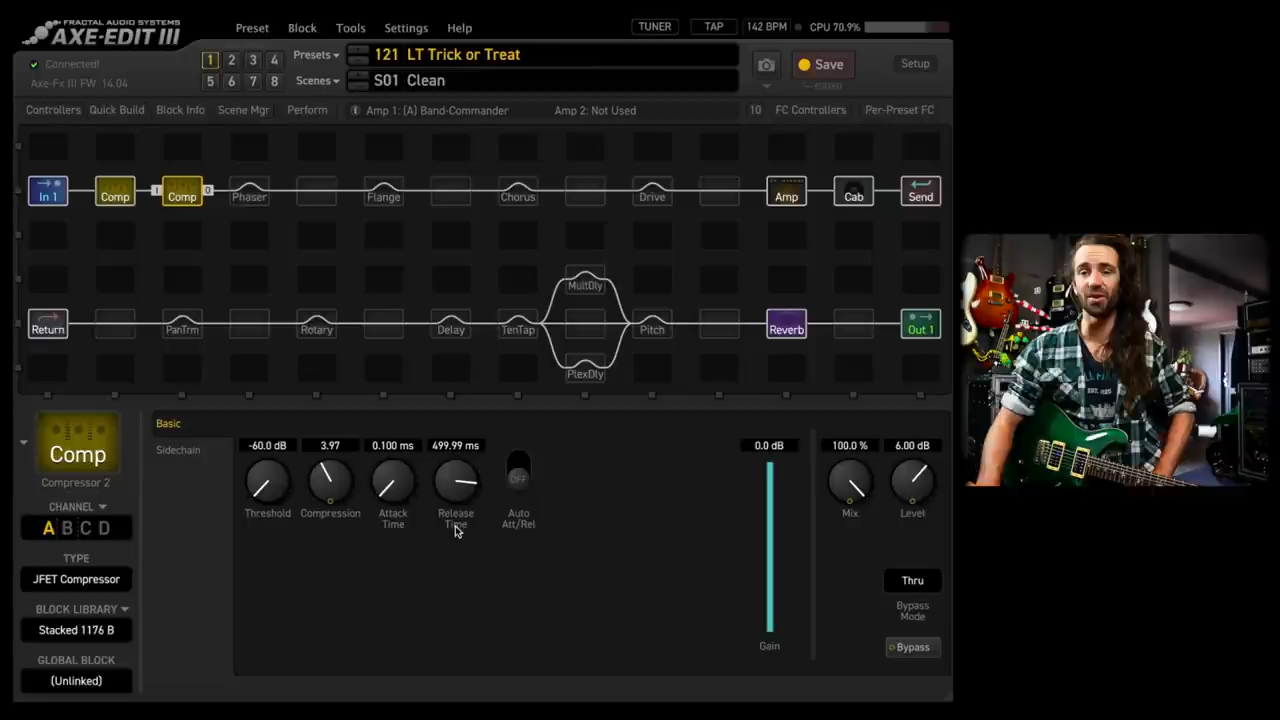 FRACTAL AUDIO SYSTEMS
AXE-EDIT III
Preset Block Tools Settings Help
TUNER TAP 142 BPM CPU 70.9%
Connected!
Axe-Fx III FW 14.04
1 2 3 4
5 6 7 8
Presets 121 LT Trick or Treat
Scenes S01 Clean
Save
EDITED
Setup
Controllers Quick Build Block Info Scene Mgr Perform Amp 1: (A) Band-Commander Amp 2: Not Used 10 FC Controllers Per-Preset FC
In 1 Comp I Comp O Phaser Flange Chorus Drive Amp Cab Send
MultDly
Return PanTrm Rotary Delay TenTap Pitch Reverb Out 1
PlexDly
Comp
Compressor 2
CHANNEL
A B C D
TYPE
JFET Compressor
BLOCK LIBRARY
Stacked 1176 B
GLOBAL BLOCK
(Unlinked)
Basic
Sidechain
-60.0 dB 3.97 0.100 ms 499.99 ms 0.0 dB 100.0 % 6.00 dB
OFF
Threshold Compression Attack Time Release Time Auto Att/Rel Mix Level
Thru
Bypass Mode
Gain
Bypass